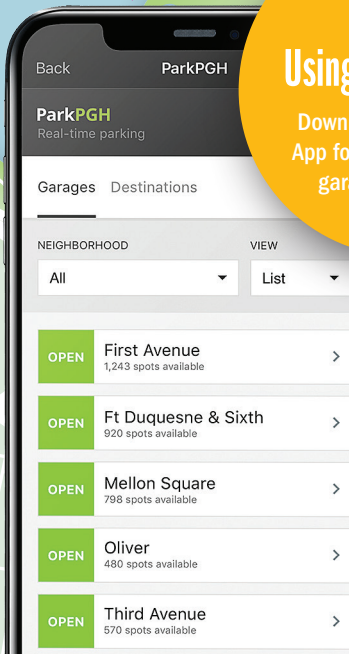 Back ParkPGH
ParkPGH
Real-time parking
Garages Destinations
NEIGHBORHOOD VIEW
All List
OPEN First Avenue
1,243 spots available
OPEN Ft Duquesne & Sixth
920 spots available
OPEN Mellon Square
798 spots available
OPEN Oliver
480 spots available
OPEN Third Avenue
570 spots available
Using
Down
App fo
gara